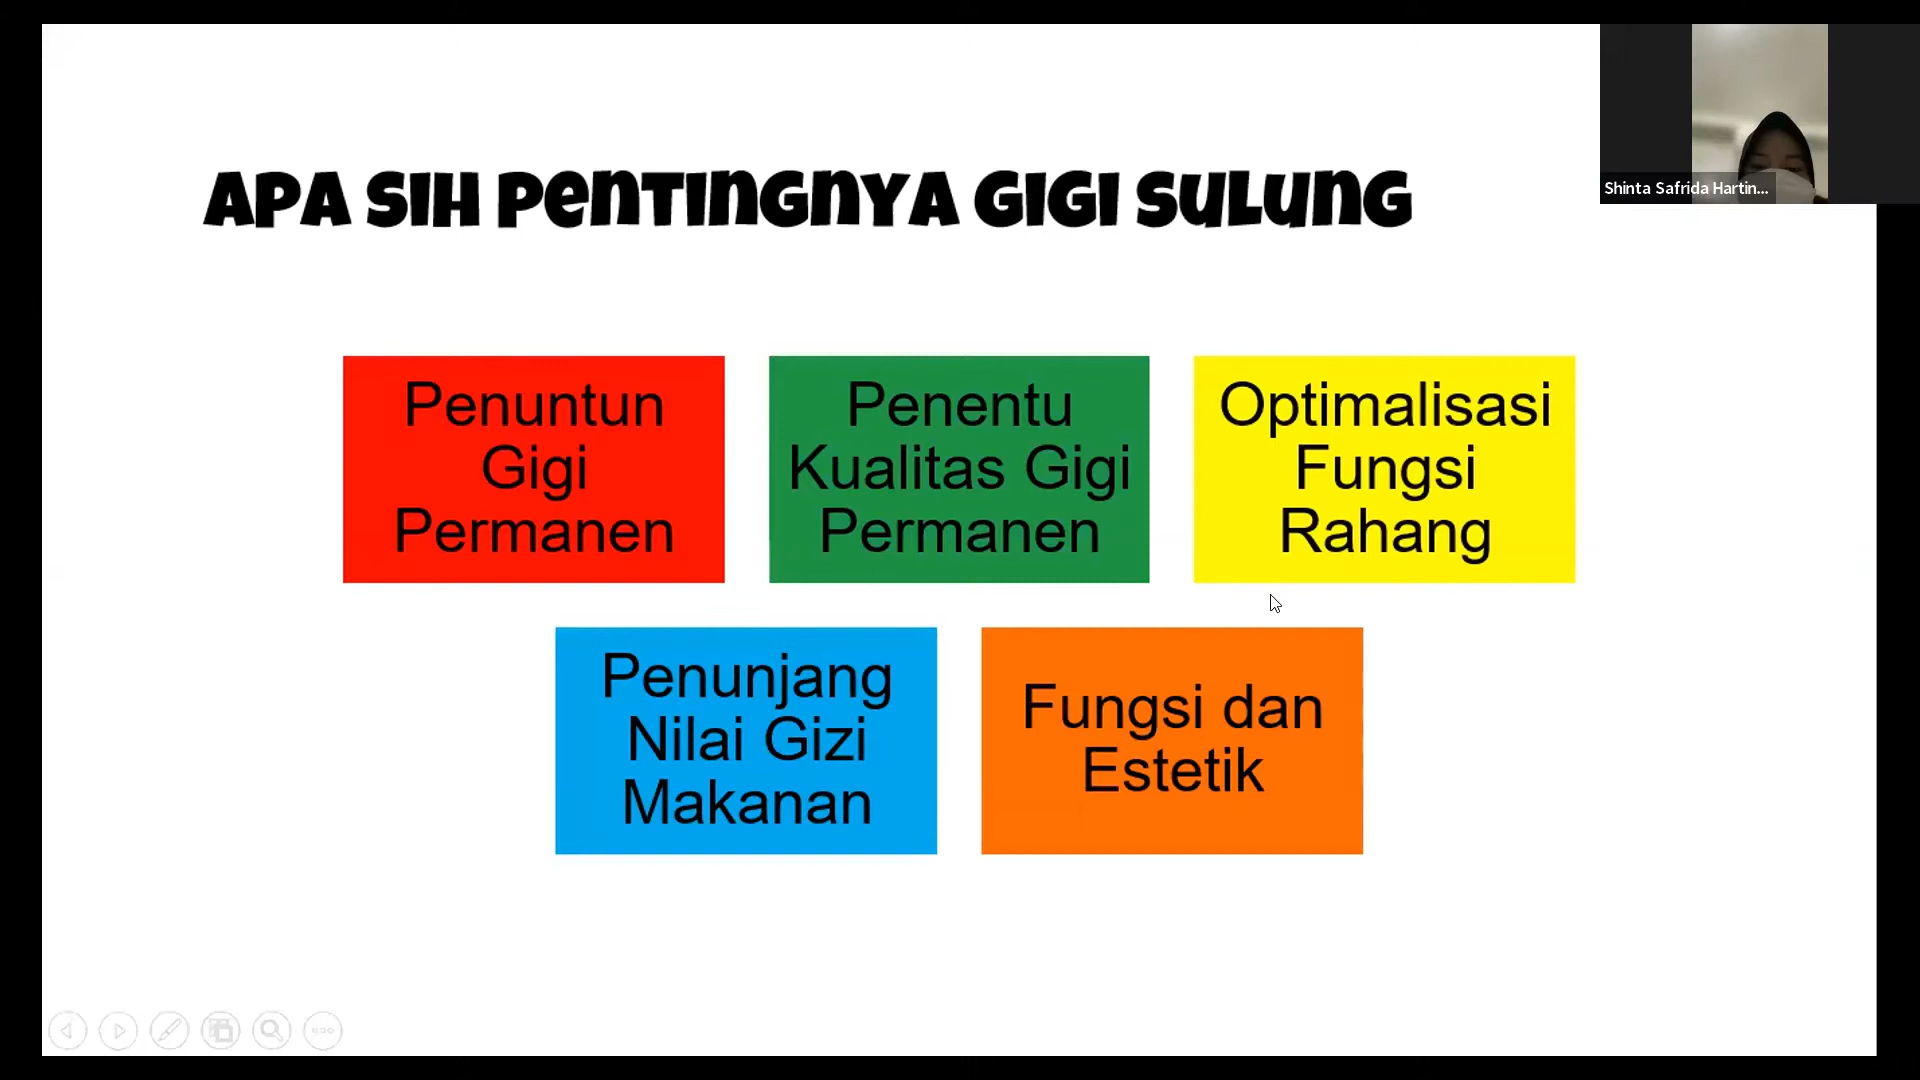 Shinta Safrida Hartin...
APA SIH PENTINGNYA GIGI SULUNG
Penuntun
Gigi
Permanen
Penentu
Kualitas Gigi
Permanen
Optimalisasi
Fungsi
Rahang
Penunjang
Nilai Gizi
Makanan
Fungsi dan
Estetik